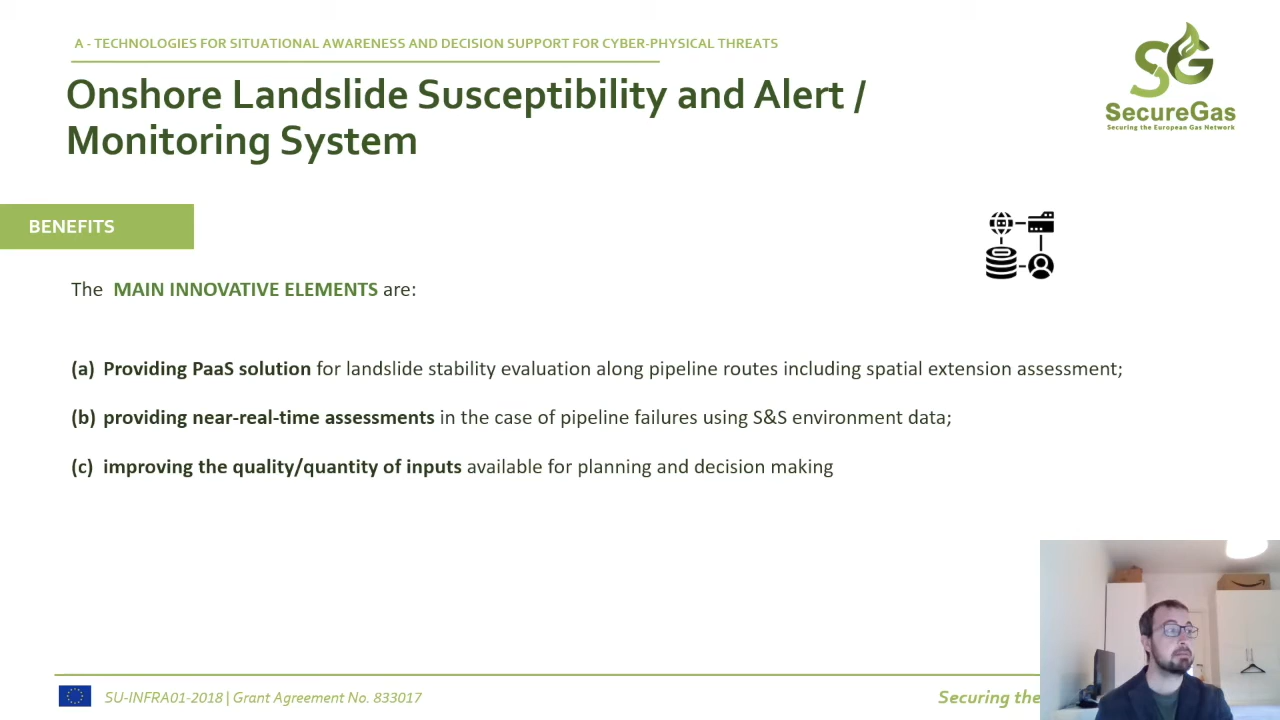 A - TECHNOLOGIES FOR SITUATIONAL AWARENESS AND DECISION SUPPORT FOR CYBER-PHYSICAL THREATS
Onshore Landslide Susceptibility and Alert /
Monitoring System
SG
SecureGas
Securing the European Gas Network
BENEFITS
The MAIN INNOVATIVE ELEMENTS are:
(a) Providing PaaS solution for landslide stability evaluation along pipeline routes including spatial extension assessment;
(b) providing near-real-time assessments in the case of pipeline failures using S&S environment data;
(c) improving the quality/quantity of inputs available for planning and decision making
SU-INFRA01-2018 | Grant Agreement No. 833017
Securing the